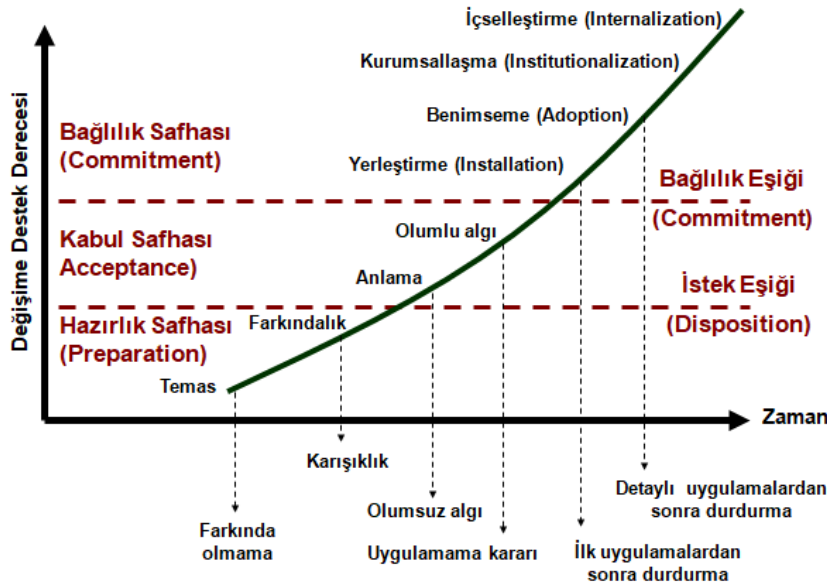 İçselleştirme (Internalization)
Kurumsallaşma (Institutionalization)
Benimseme (Adoption)
Yerleştirme (Installation)
Olumlu algı
Anlama
Farkındalık
Temas
Değişime Destek Derecesi
Bağlılık Safhası
(Commitment)
Kabul Safhası
Acceptance)
Hazırlık Safhası
(Preparation)
Bağlılık Eşiği
(Commitment)
İstek Eşiği
(Disposition)
Zaman
Farkında
olmama
Karışıklık
Olumsuz algı
Uygulamama kararı
İlk uygulamalardan
sonra durdurma
Detaylı uygulamalardan
sonra durdurma